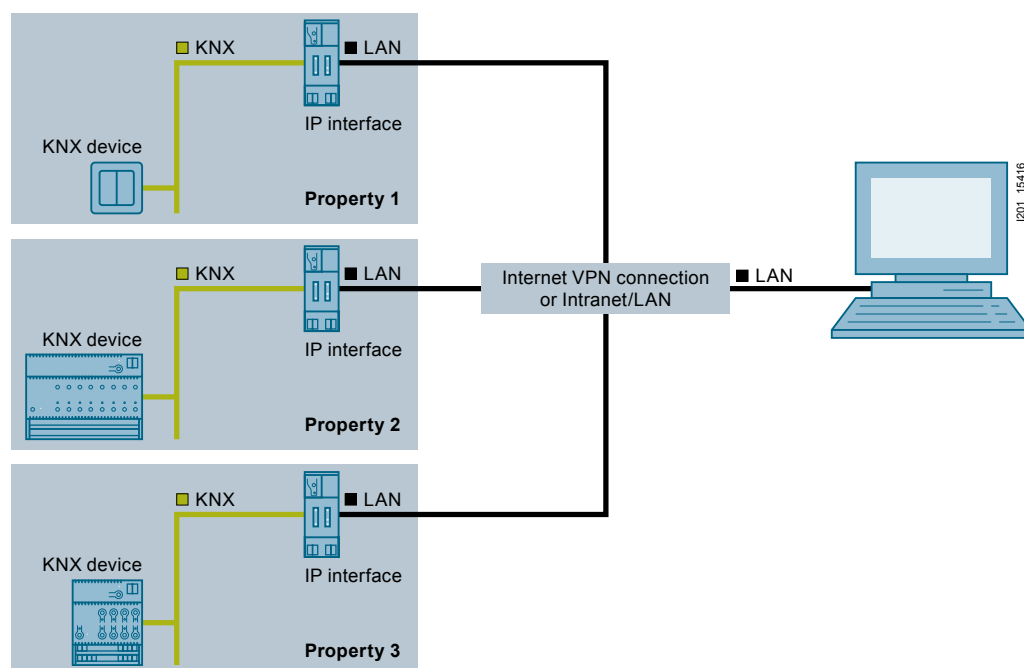 KNX
LAN
IP interface
KNX device
Property 1
KNX
LAN
IP interface
KNX device
Property 2
KNX
LAN
IP interface
KNX device
Property 3
Internet VPN connection
or Intranet/LAN
LAN
I201_15416